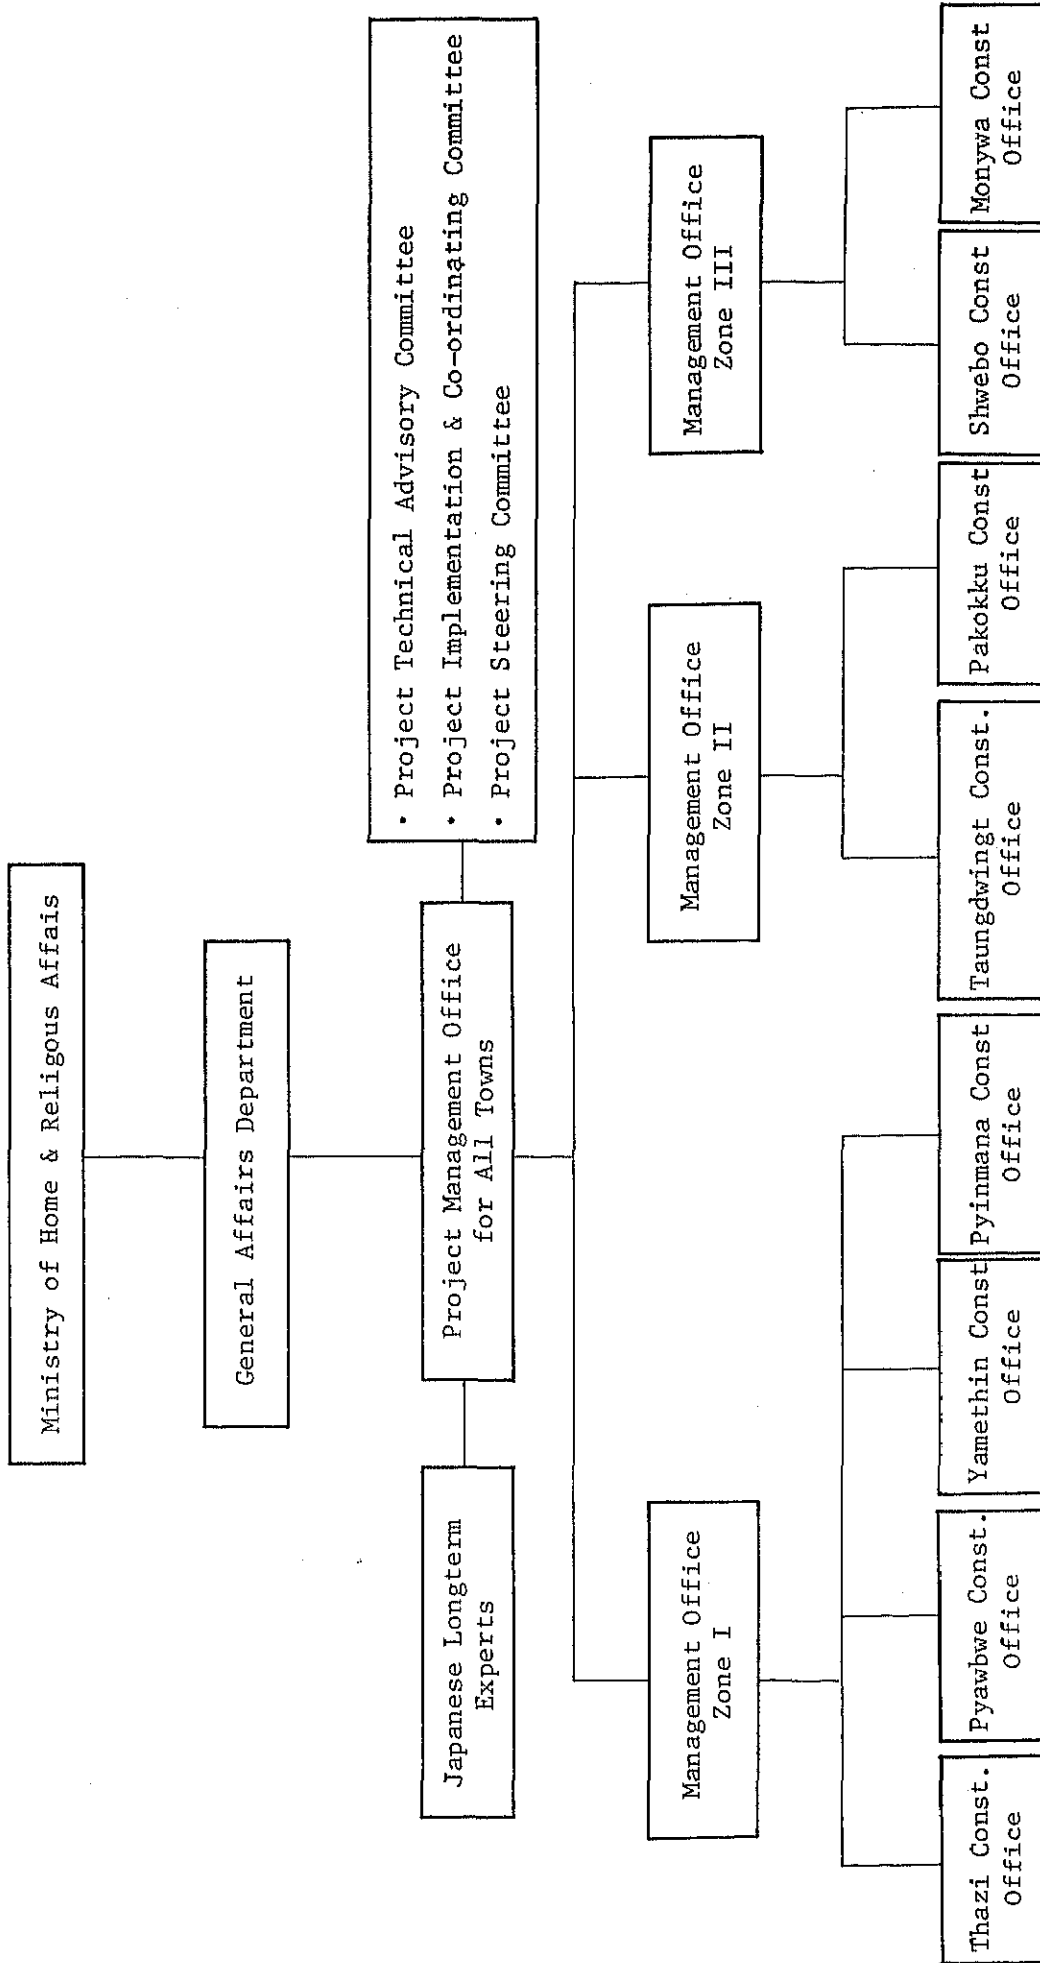 Ministry of Home & Religous Affais
General Affairs Department
Project Management Office
for All Towns
Japanese Longterm
Experts
• Project Technical Advisory Committee
• Project Implementation & Co-ordinating Committee
• Project Steering Committee
Management Office
Zone I
Management Office
Zone II
Management Office
Zone III
Thazi Const.
Office
Pyawbwe Const.
Office
Yamethin Const
Office
Pyinmana Const
Office
Taungdwingt Const.
Office
Pakokku Const
Office
Shwebo Const
Office
Monywa Const
Office